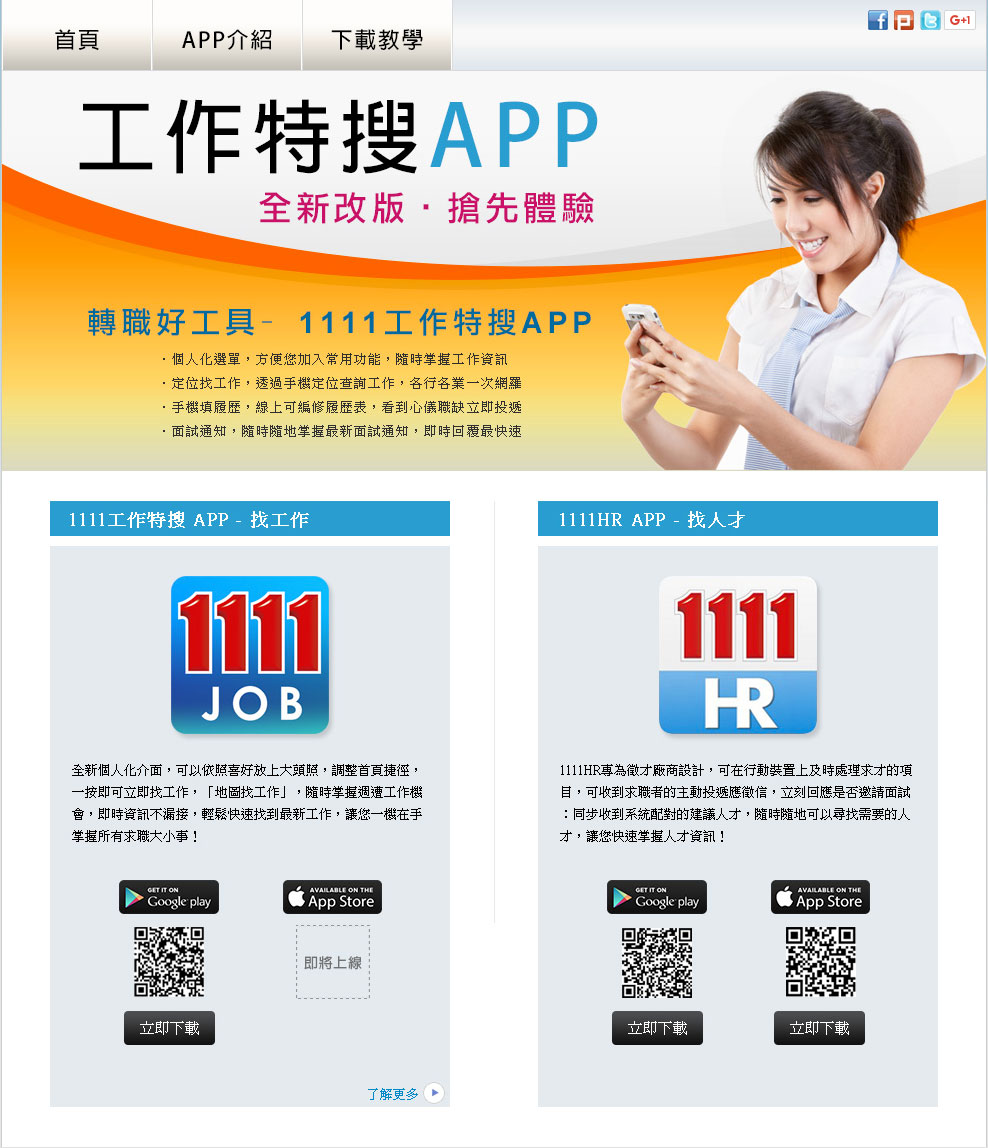 首頁
APP介紹
下載教學
G+1
工作特搜APP
全新改版・搶先體驗
轉職好工具- 1111工作特搜APP
・個人化選單，方便您加入常用功能，隨時掌握工作資訊
・定位找工作，透過手機定位查詢工作，各行各業一次網羅
・手機填履歷，線上可編修履歷表，看到心儀職缺立即投遞
・面試通知，隨時隨地掌握最新面試通知，即時回覆最快速
1111工作特搜 APP - 找工作
1111
JOB
全新個人化介面，可以依照喜好放上大頭照，調整首頁捷徑，
一按即可立即找工作，「地圖找工作」，隨時掌握週遭工作機
會，即時資訊不漏接，輕鬆快速找到最新工作，讓您一機在手
掌握所有求職大小事！
GET IT ON
Google play
AVAILABLE ON THE
App Store
即將上線
立即下載
了解更多
1111HR APP - 找人才
1111
HR
1111HR專為徵才廠商設計，可在行動裝置上及時處理求才的項
目，可收到求職者的主動投遞應徵信，立刻回應是否邀請面試
；同步收到系統配對的建議人才，隨時隨地可以尋找需要的人
才，讓您快速掌握人才資訊！
GET IT ON
Google play
AVAILABLE ON THE
App Store
立即下載
立即下載